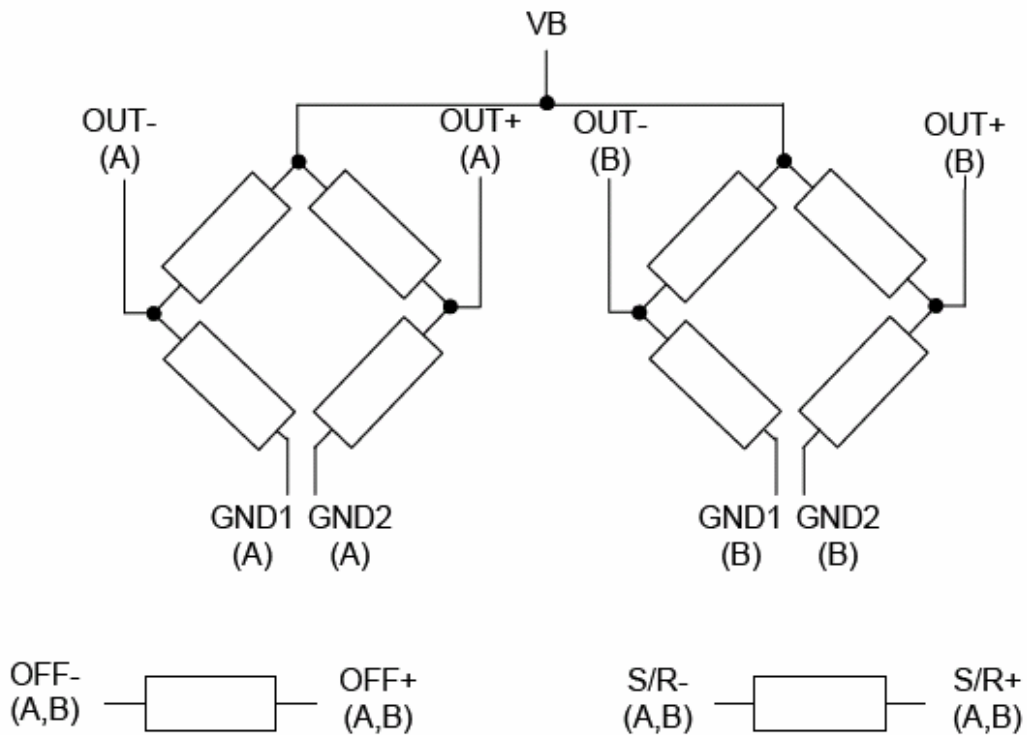 VB
OUT-
(A)
OUT+
(A)
OUT-
(B)
OUT+
(B)
GND1
(A)
GND2
(A)
GND1
(B)
GND2
(B)
OFF-
(A,B)
OFF+
(A,B)
S/R-
(A,B)
S/R+
(A,B)